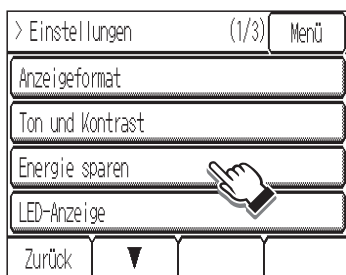 > Einstellungen (1/3) Menü
Anzeigeformat
Ton und Kontrast
Energie sparen
LED-Anzeige
Zurück ▼